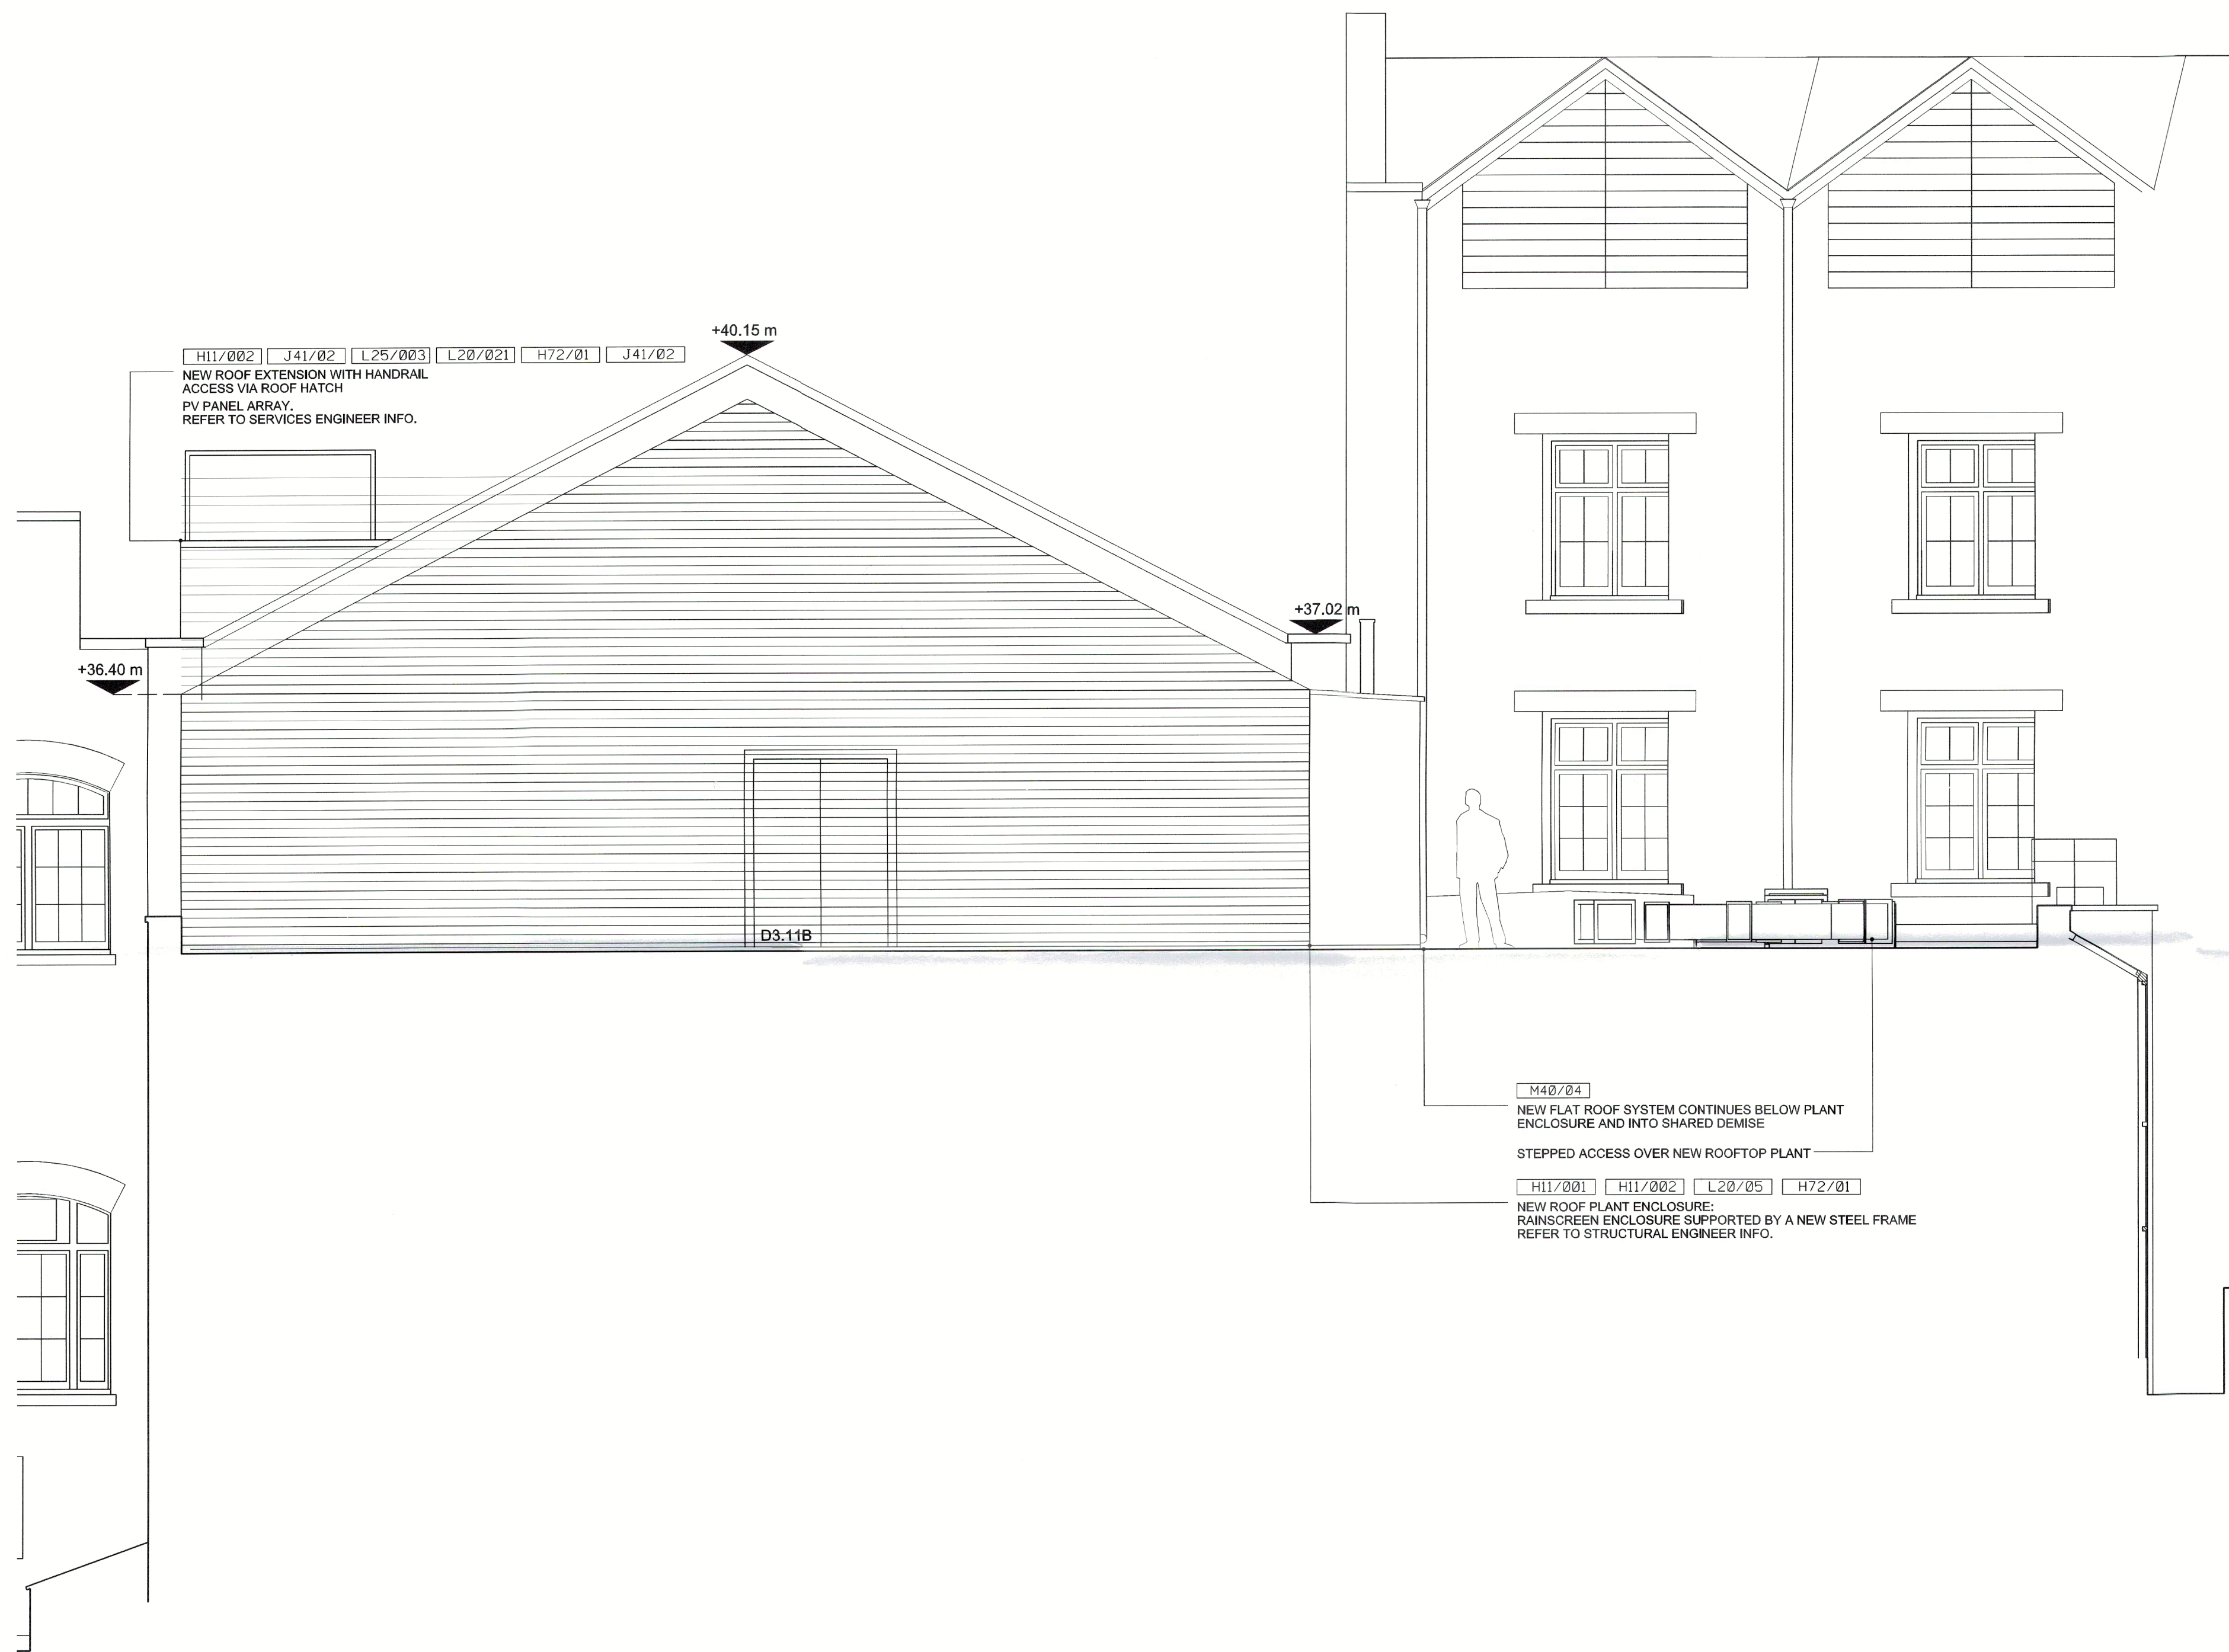 +40.15 m
H11/002 J41/02 L25/003 L20/021 H72/01 J41/02
NEW ROOF EXTENSION WITH HANDRAIL
ACCESS VIA ROOF HATCH
PV PANEL ARRAY.
REFER TO SERVICES ENGINEER INFO.
+37.02 m
+36.40 m
D3.11B
M40/04
NEW FLAT ROOF SYSTEM CONTINUES BELOW PLANT
ENCLOSURE AND INTO SHARED DEMISE
STEPPED ACCESS OVER NEW ROOFTOP PLANT
H11/001 H11/002 L20/05 H72/01
NEW ROOF PLANT ENCLOSURE:
RAINSCREEN ENCLOSURE SUPPORTED BY A NEW STEEL FRAME
REFER TO STRUCTURAL ENGINEER INFO.